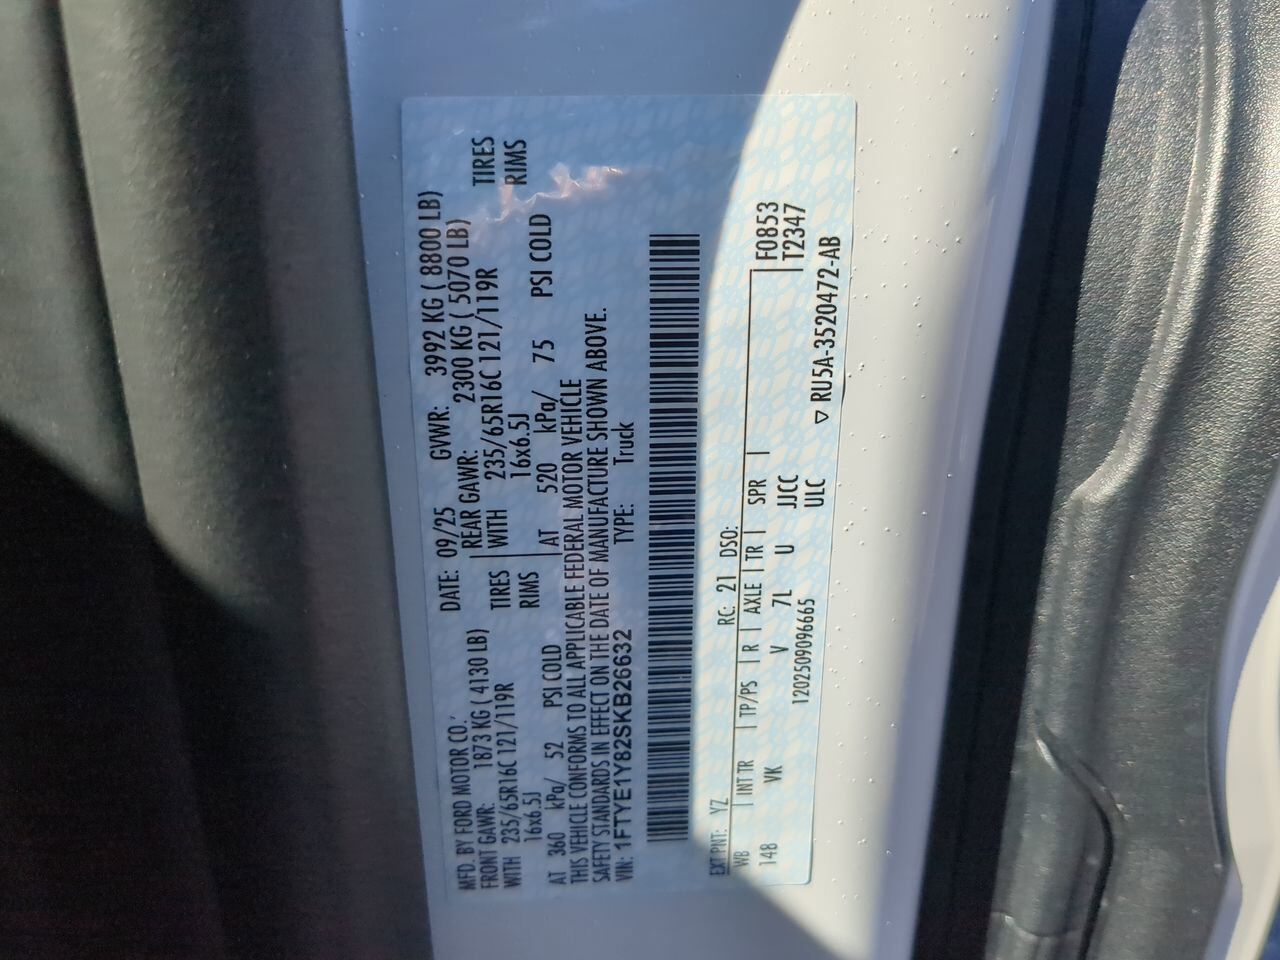 MFD. BY FORD MOTOR CO. DATE: 09/25 GVWR: 3992 KG ( 8800 LB)
FRONT GAWR: 1873 KG ( 4130 LB) REAR GAWR: 2300 KG ( 5070 LB)
WITH 235/65R16C 121/119R TIRES WITH 235/65R16C 121/119R TIRES
16x6.5J RIMS 16x6.5J RIMS
AT 360 kPa/ 52 PSI COLD AT 520 kPa/ 75 PSI COLD
THIS VEHICLE CONFORMS TO ALL APPLICABLE FEDERAL MOTOR VEHICLE
SAFETY STANDARDS IN EFFECT ON THE DATE OF MANUFACTURE SHOWN ABOVE.
VIN: 1FTYE1Y82SKB26632 TYPE: Truck
EXT PNT: YZ RC: 21 DSO:
WB INT TR TP/PS R AXLE TR SPR F0853
148 VK V 7L U JJCC T2347
120250909665 ULC
RU5A-3520472-AB